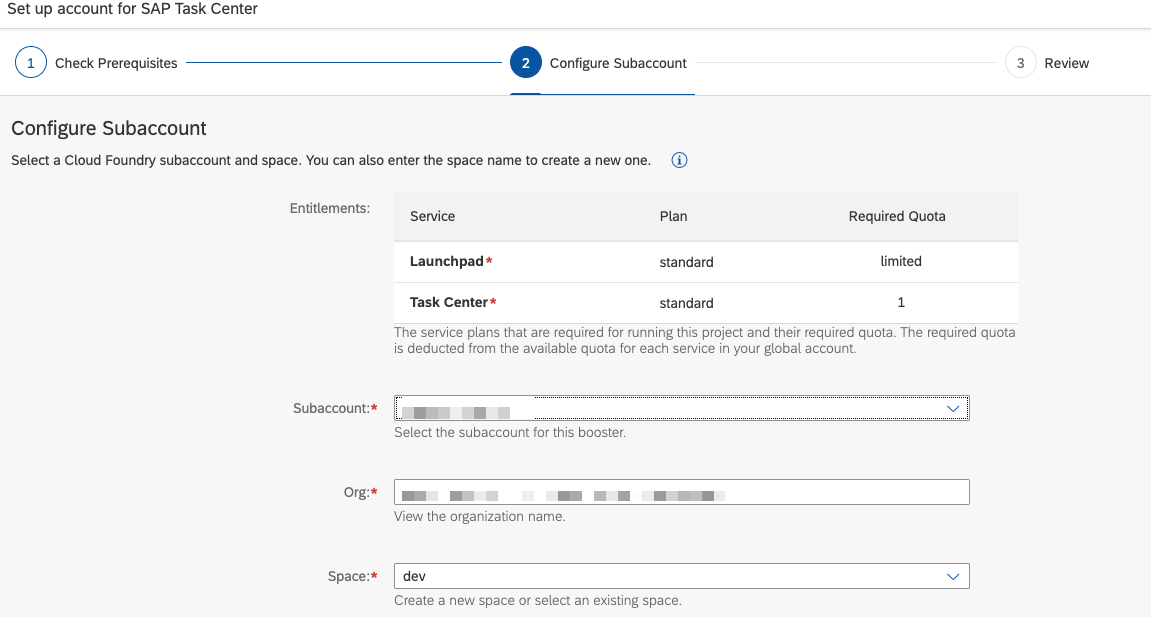 Set up account for SAP Task Center
1 Check Prerequisites 2 Configure Subaccount 3 Review
Configure Subaccount
Select a Cloud Foundry subaccount and space. You can also enter the space name to create a new one.
Entitlements:
Service Plan Required Quota
Launchpad* standard limited
Task Center* standard 1
The service plans that are required for running this project and their required quota. The required quota
is deducted from the available quota for each service in your global account.
Subaccount:*
Select the subaccount for this booster.
Org:*
View the organization name.
Space:* dev
Create a new space or select an existing space.